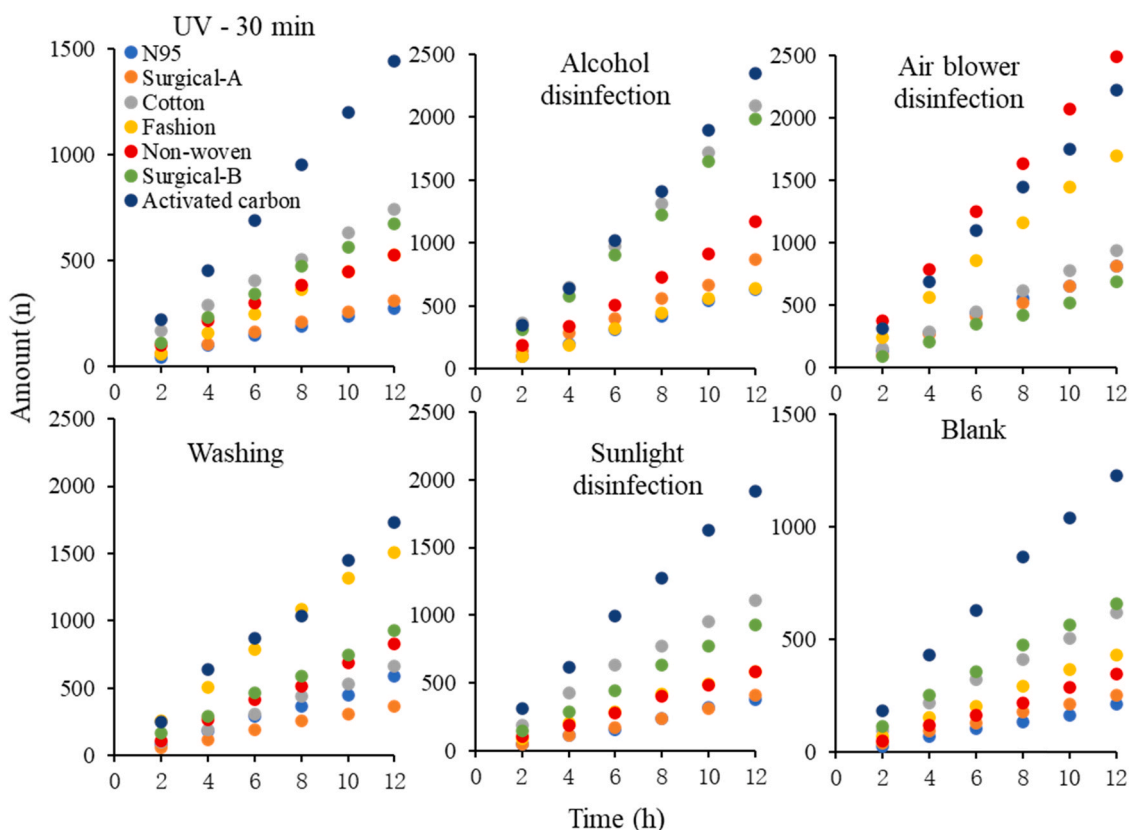 UV - 30 min
1500
1000
500
0
0 2 4 6 8 10 12
N95
Surgical-A
Cotton
Fashion
Non-woven
Surgical-B
Activated carbon
Alcohol
disinfection
2500
2000
1500
1000
500
0
0 2 4 6 8 10 12
Air blower
disinfection
2500
2000
1500
1000
500
0
0 2 4 6 8 10 12
Amount (n)
Washing
2500
2000
1500
1000
500
0
0 2 4 6 8 10 12
Sunlight
disinfection
2500
2000
1500
1000
500
0
0 2 4 6 8 10 12
Blank
1500
1000
500
0
0 2 4 6 8 10 12
Time (h)